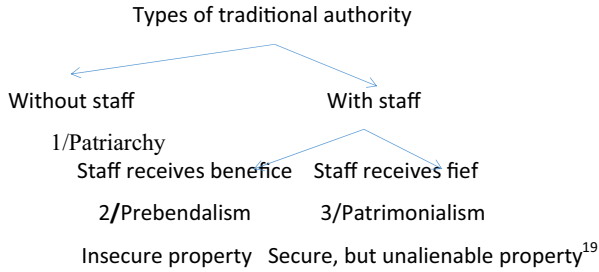 Types of traditional authority
Without staff With staff
1/Patriarchy
Staff receives benefice Staff receives fief
2/Prebendalism 3/Patrimonialism
Insecure property Secure, but unalienable property19